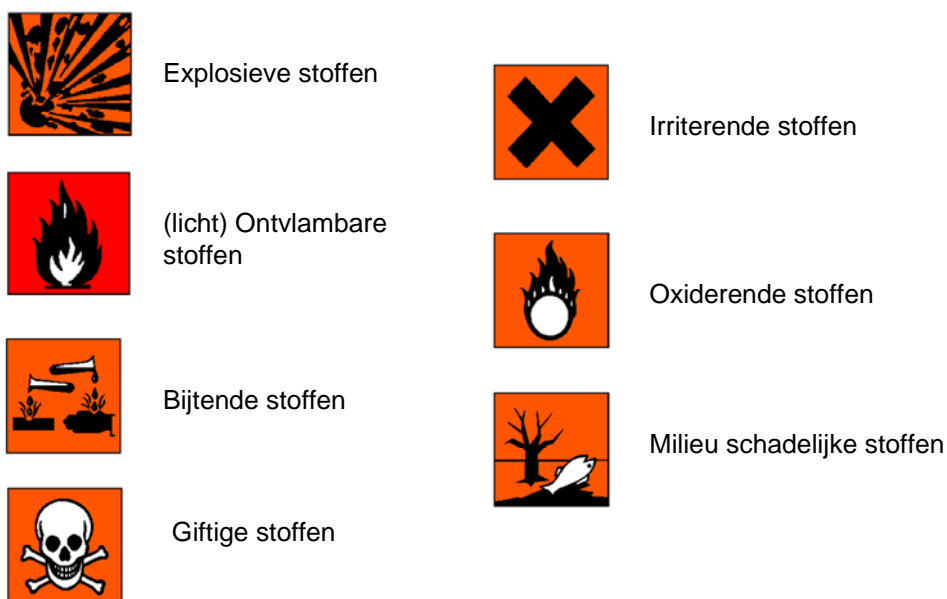 Explosieve stoffen
(licht) Ontvlambare
stoffen
Bijtende stoffen
Giftige stoffen
Irriterende stoffen
Oxiderende stoffen
Milieu schadelijke stoffen